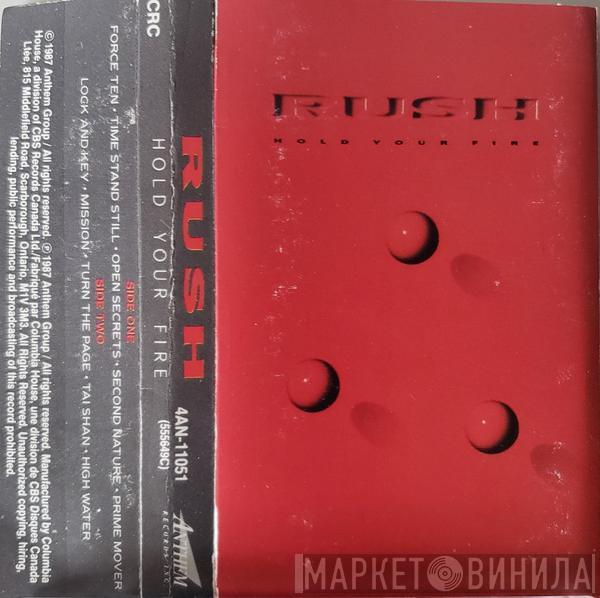 RUSH
HOLD YOUR FIRE
CRC
RUSH
HOLD YOUR FIRE
4AN-11051
(555649C)
ANTHEM
RECORDS INC
SIDE ONE
FORCE TEN • TIME STAND STILL • OPEN SECRETS • SECOND NATURE • PRIME MOVER
SIDE TWO
LOCK AND KEY • MISSION • TURN THE PAGE • TAI SHAN • HIGH WATER
© 1987 Anthem Group / All rights reserved. ℗ 1987 Anthem Group / All rights reserved. Manufactured by Columbia
House, a division of CBS Records Canada Ltd./Fabriqué par Columbia House, une division de CBS Disques Canada
Ltée, 815 Middlefield Road, Scarborough, Ontario. M1V 3M3. All Rights Reserved. Unauthorized copying, hiring,
lending, public performance and broadcasting of this record prohibited.
МАРКЕТ ВИНИЛА